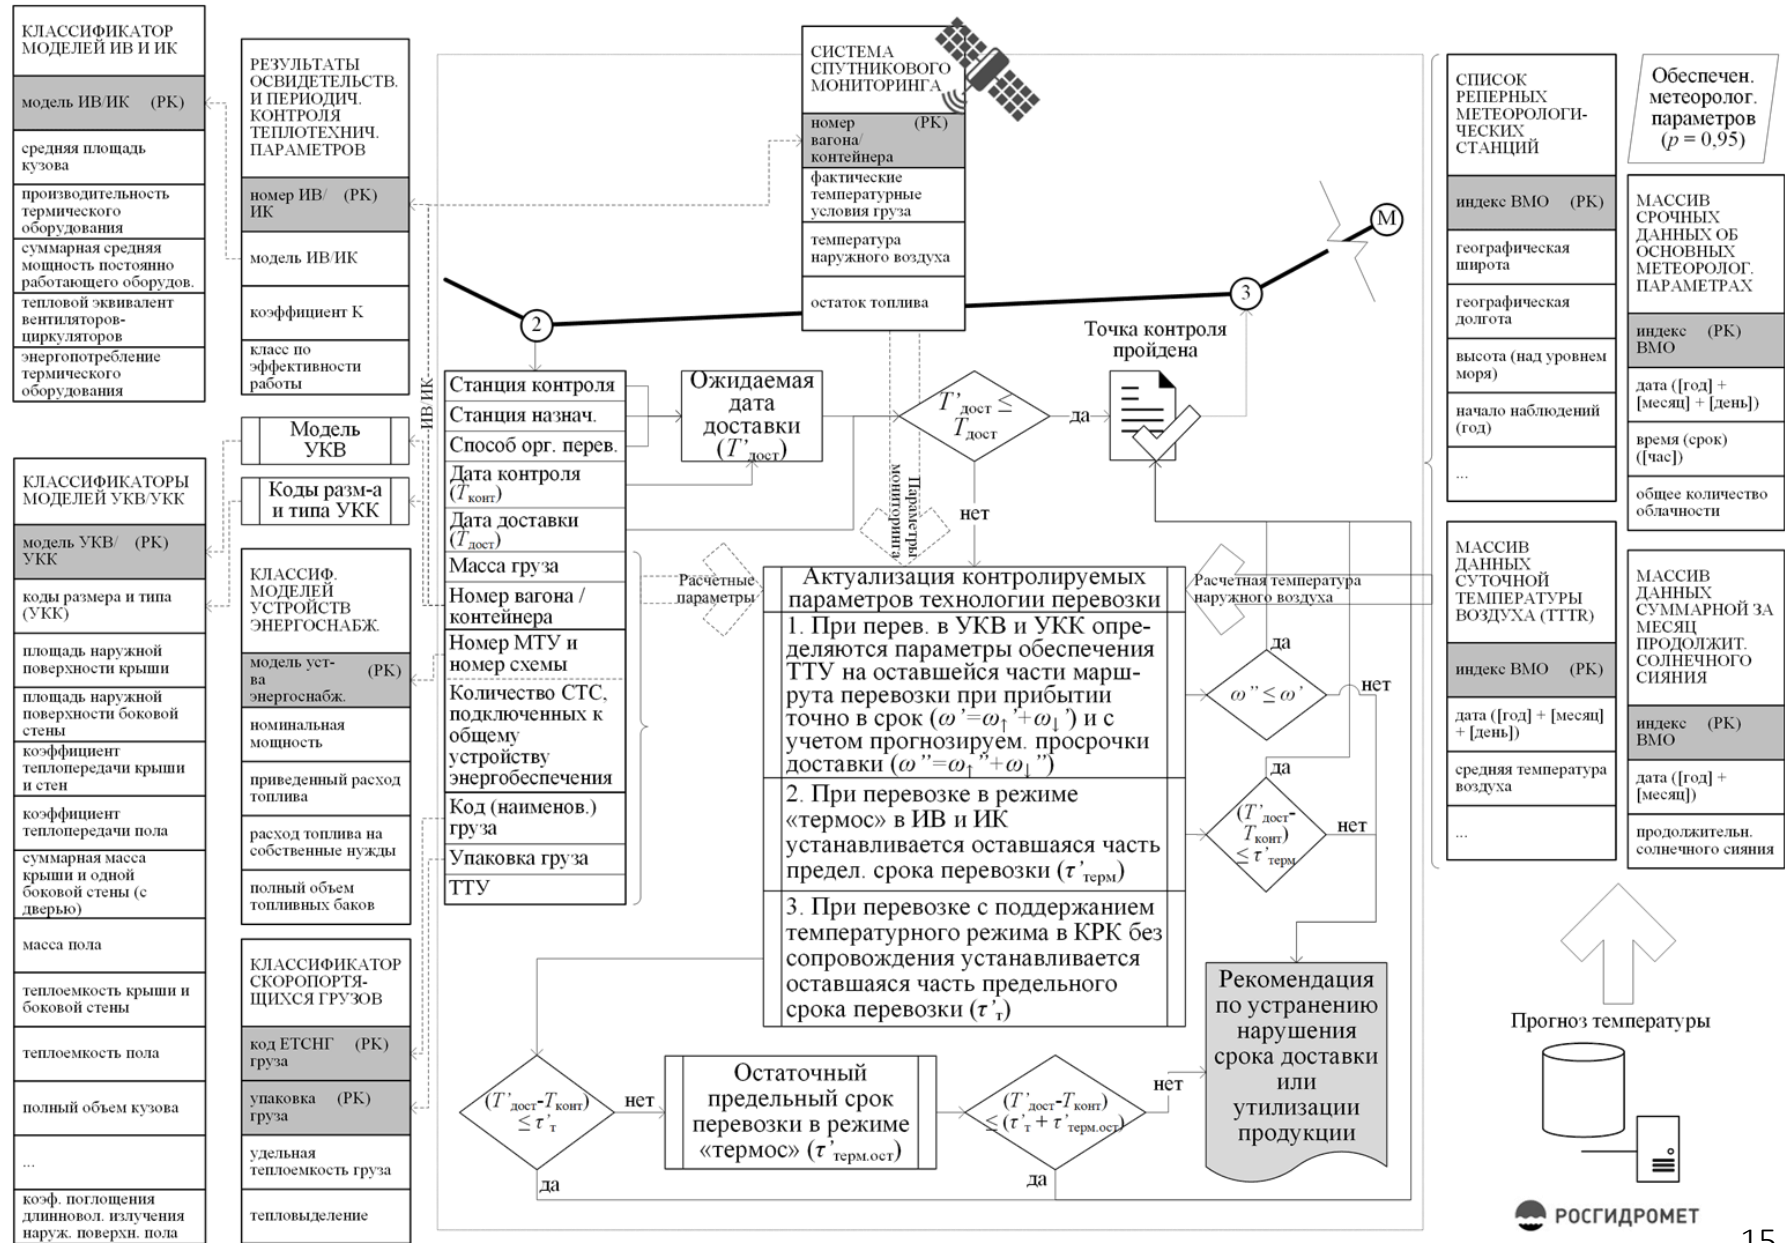 КЛАССИФИКАТОР
МОДЕЛЕЙ ИВ И ИК
модель ИВ/ИК (PK)
средняя площадь
кузова
производительность
термического
оборудования
суммарная средняя
мощность постоянно
работающего оборудов.
тепловой эквивалент
вентиляторов-
циркуляторов
энергопотребление
термического
оборудования
КЛАССИФИКАТОРЫ
МОДЕЛЕЙ УКВ/УКК
модель УКВ/ (PK)
УКК
коды размера и типа
(УКК)
площадь наружной
поверхности крыши
площадь наружной
поверхности боковой
стены
коэффициент
теплопередачи крыши
и стен
коэффициент
теплопередачи пола
суммарная масса
крыши и одной
боковой стены (с
дверью)
масса пола
теплоемкость крыши и
боковой стены
теплоемкость пола
полный объем кузова
...
коэф. поглощения
длинновол. излучения
наруж. поверхн. пола
РЕЗУЛЬТАТЫ
ОСВИДЕТЕЛЬСТВ.
И ПЕРИОДИЧ.
КОНТРОЛЯ
ТЕПЛОТЕХНИЧ.
ПАРАМЕТРОВ
номер ИВ/ (PK)
ИК
модель ИВ/ИК
коэффициент К
класс по
эффективности
работы
Модель
УКВ
Коды разм-а
и типа УКК
КЛАССИФ.
МОДЕЛЕЙ
УСТРОЙСТВ
ЭНЕРГОСНАБЖ.
модель уст-
ва (PK)
энергоснабж.
номинальная
мощность
приведенный расход
топлива
расход топлива на
собственные нужды
полный объем
топливных баков
КЛАССИФИКАТОР
СКОРОПОРТЯ-
ЩИХСЯ ГРУЗОВ
код ЕТСНГ (PK)
груза
упаковка (PK)
груза
удельная
теплоемкость груза
тепловыделение
ИВ/ИК
СИСТЕМА
СПУТНИКОВОГО
МОНИТОРИНГА
номер (PK)
вагона/
контейнера
фактические
температурные
условия груза
температура
наружного воздуха
остаток топлива
2
3
М
Станция контроля
Станция назнач.
Способ орг. перев.
Дата контроля
(Tконт)
Дата доставки
(Tдост)
Масса груза
Номер вагона /
контейнера
Номер МТУ и
номер схемы
Количество СТС,
подключенных к
общему
устройству
энергобеспечения
Код (наименов.)
груза
Упаковка груза
ТТУ
Ожидаемая
дата
доставки
(T’дост)
T’дост ≤
Tдост
да
нет
Точка контроля
пройдена
Параметры
мониторинга
Расчетные
параметры
Расчетная температура
наружного воздуха
Актуализация контролируемых
параметров технологии перевозки
1. При перев. в УКВ и УКК опре-
деляются параметры обеспечения
ТТУ на оставшейся части марш-
рута перевозки при прибытии
точно в срок (ω’=ω↑’+ω↓’) и с
учетом прогнозируем. просрочки
доставки (ω”=ω↑”+ω↓”)
2. При перевозке в режиме
«термос» в ИВ и ИК
устанавливается оставшаяся часть
предел. срока перевозки (τ’терм)
3. При перевозке с поддержанием
температурного режима в КРК без
сопровождения устанавливается
оставшаяся часть предельного
срока перевозки (τ’т)
да
ω” ≤ ω’
нет
да
(T’дост-
Tконт)
≤ τ’терм
нет
(T’дост-Tконт)
≤ τ’т
нет
да
Остаточный
предельный срок
перевозки в режиме
«термос» (τ’терм.ост)
(T’дост-Tконт)
≤ (τ’т + τ’терм.ост)
нет
да
Рекомендация
по устранению
нарушения
срока доставки
или
утилизации
продукции
СПИСОК
РЕПЕРНЫХ
МЕТЕОРОЛОГИ-
ЧЕСКИХ
СТАНЦИЙ
индекс ВМО (PK)
географическая
широта
географическая
долгота
высота (над уровнем
моря)
начало наблюдений
(год)
...
МАССИВ
ДАННЫХ
СУТОЧНОЙ
ТЕМПЕРАТУРЫ
ВОЗДУХА (TTTR)
индекс ВМО (PK)
дата ([год] + [месяц]
+ [день])
средняя температура
воздуха
...
Обеспечен.
метеоролог.
параметров
(p = 0,95)
МАССИВ
СРОЧНЫХ
ДАННЫХ ОБ
ОСНОВНЫХ
МЕТЕОРОЛОГ.
ПАРАМЕТРАХ
индекс (PK)
ВМО
дата ([год] +
[месяц] + [день])
время (срок)
([час])
общее количество
облачности
МАССИВ
ДАННЫХ
СУММАРНОЙ ЗА
МЕСЯЦ
ПРОДОЛЖИТ.
СОЛНЕЧНОГО
СИЯНИЯ
индекс (PK)
ВМО
дата ([год] +
[месяц])
продолжительн.
солнечного сияния
Прогноз температуры
РОСГИДРОМЕТ
15